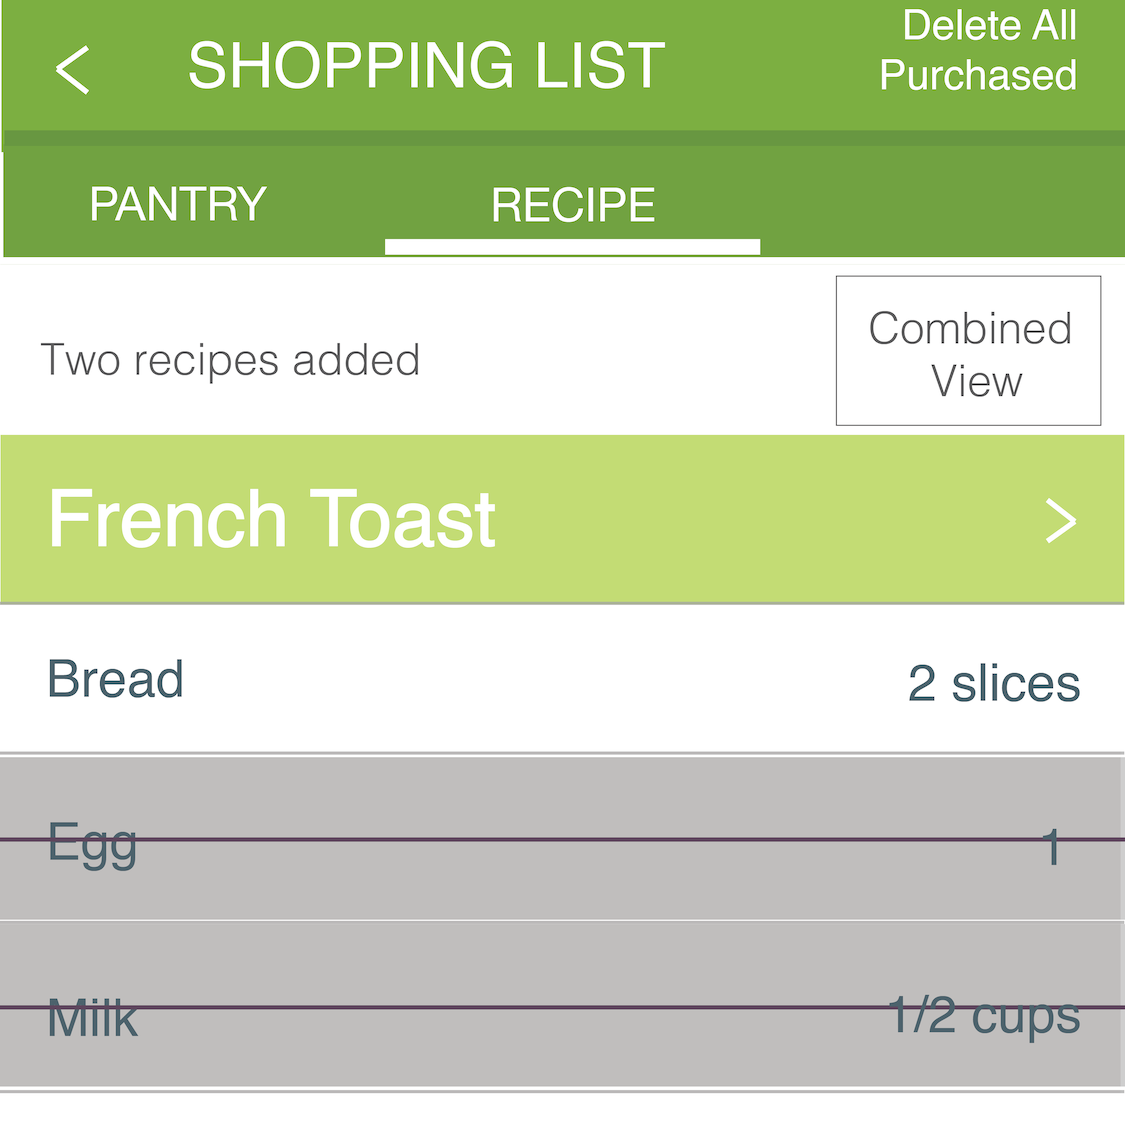 SHOPPING LIST
Delete All
Purchased
PANTRY
RECIPE
Two recipes added
Combined
View
French Toast
Bread
2 slices
Egg
1
Milk
1/2 cups